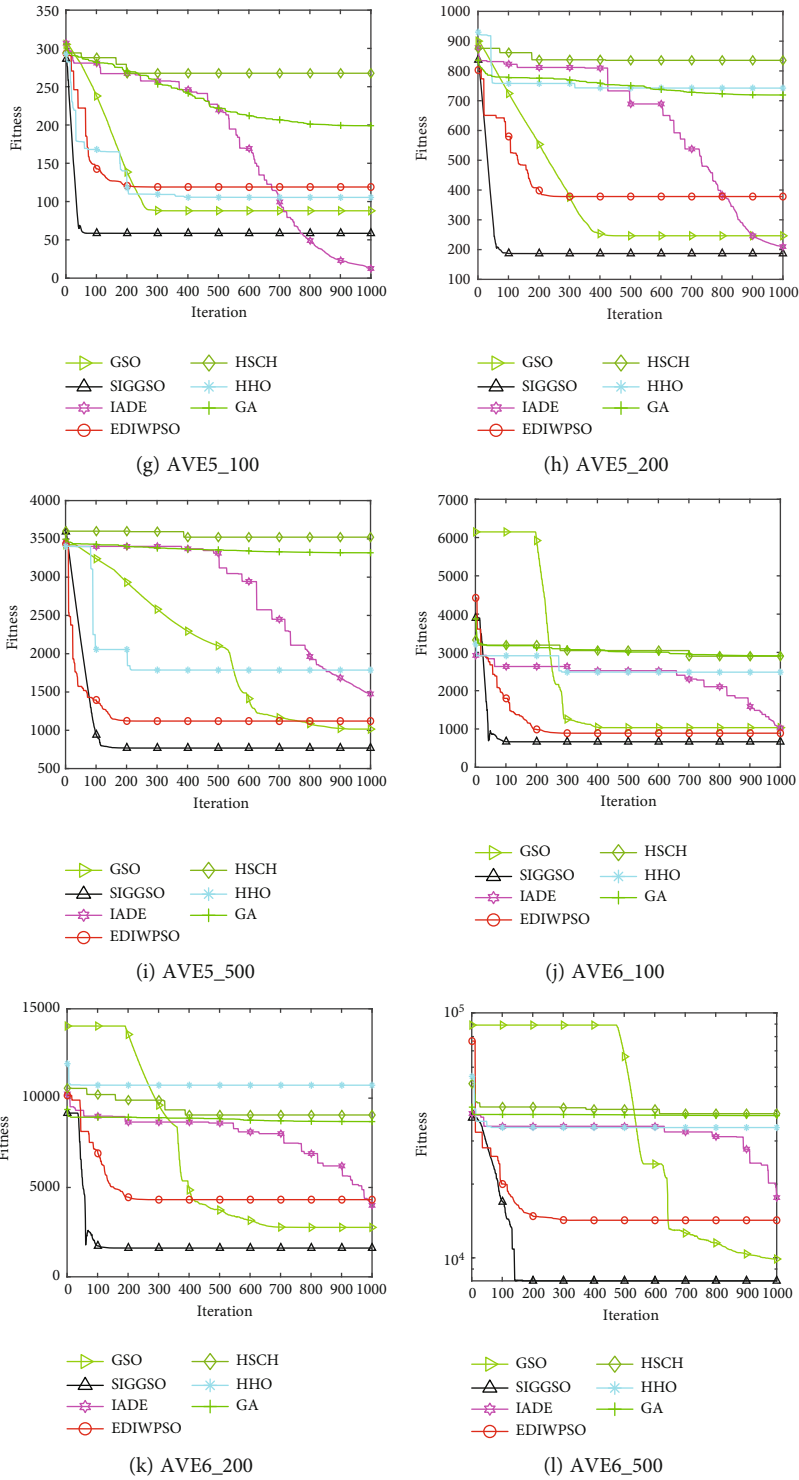 350
300
250
200
150
100
50
0
Fitness
0 100 200 300 400 500 600 700 800 900 1000
Iteration
GSO
SIGGSO
IADE
EDIWPSO
HSCH
HHO
GA
(g) AVE5_100
1000
900
800
700
600
500
400
300
200
100
Fitness
0 100 200 300 400 500 600 700 800 900 1000
Iteration
GSO
SIGGSO
IADE
EDIWPSO
HSCH
HHO
GA
(h) AVE5_200
4000
3500
3000
2500
2000
1500
1000
500
Fitness
0 100 200 300 400 500 600 700 800 900 1000
Iteration
GSO
SIGGSO
IADE
EDIWPSO
HSCH
HHO
GA
(i) AVE5_500
7000
6000
5000
4000
3000
2000
1000
0
Fitness
0 100 200 300 400 500 600 700 800 900 1000
Iteration
GSO
SIGGSO
IADE
EDIWPSO
HSCH
HHO
GA
(j) AVE6_100
15000
10000
5000
0
Fitness
0 100 200 300 400 500 600 700 800 900 1000
Iteration
GSO
SIGGSO
IADE
EDIWPSO
HSCH
HHO
GA
(k) AVE6_200
10⁵
10⁴
Fitness
0 100 200 300 400 500 600 700 800 900 1000
Iteration
GSO
SIGGSO
IADE
EDIWPSO
HSCH
HHO
GA
(l) AVE6_500